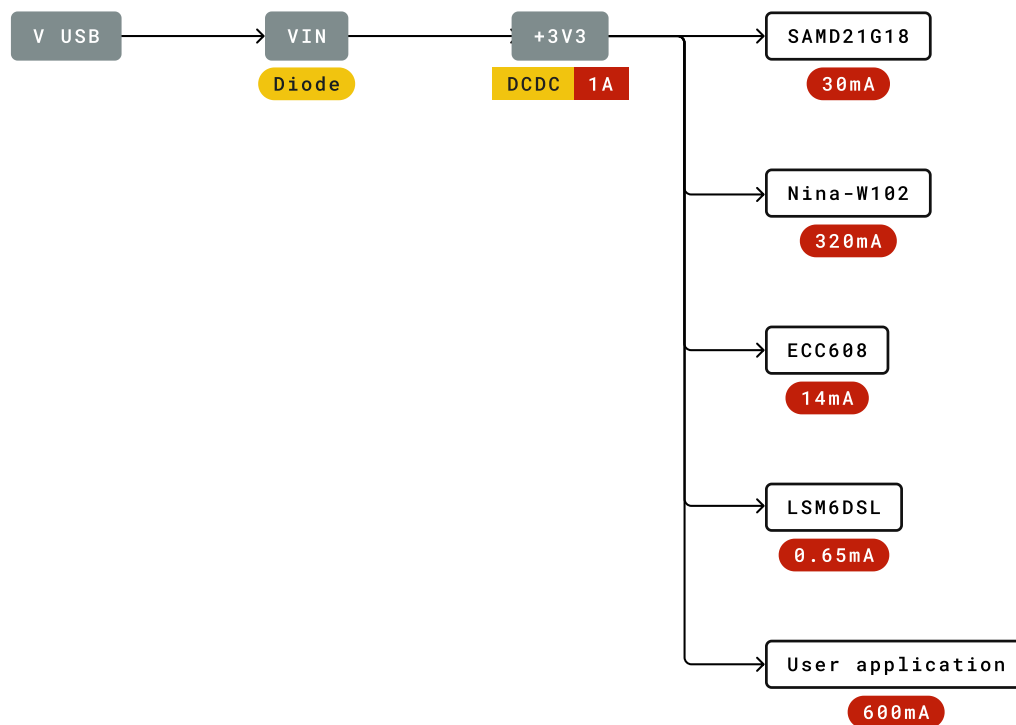 V USB
VIN
+3V3
SAMD21G18
Diode
DCDC
1A
30mA
Nina-W102
320mA
ECC608
14mA
LSM6DSL
0.65mA
User application
600mA